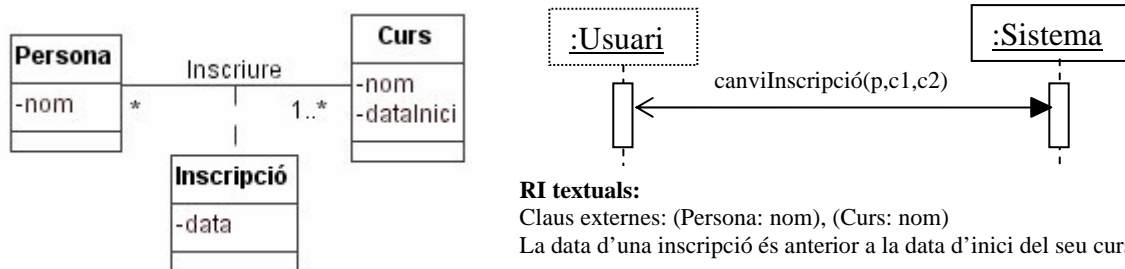 Persona
-nom
Inscriure
*
1..*
Curs
-nom
-dataInici
Inscripció
-data
:Usuari
:Sistema
canviInscripció(p,c1,c2)
RI textuals:
Claus externes: (Persona: nom), (Curs: nom)
La data d'una inscripció és anterior a la data d'inici del seu curs